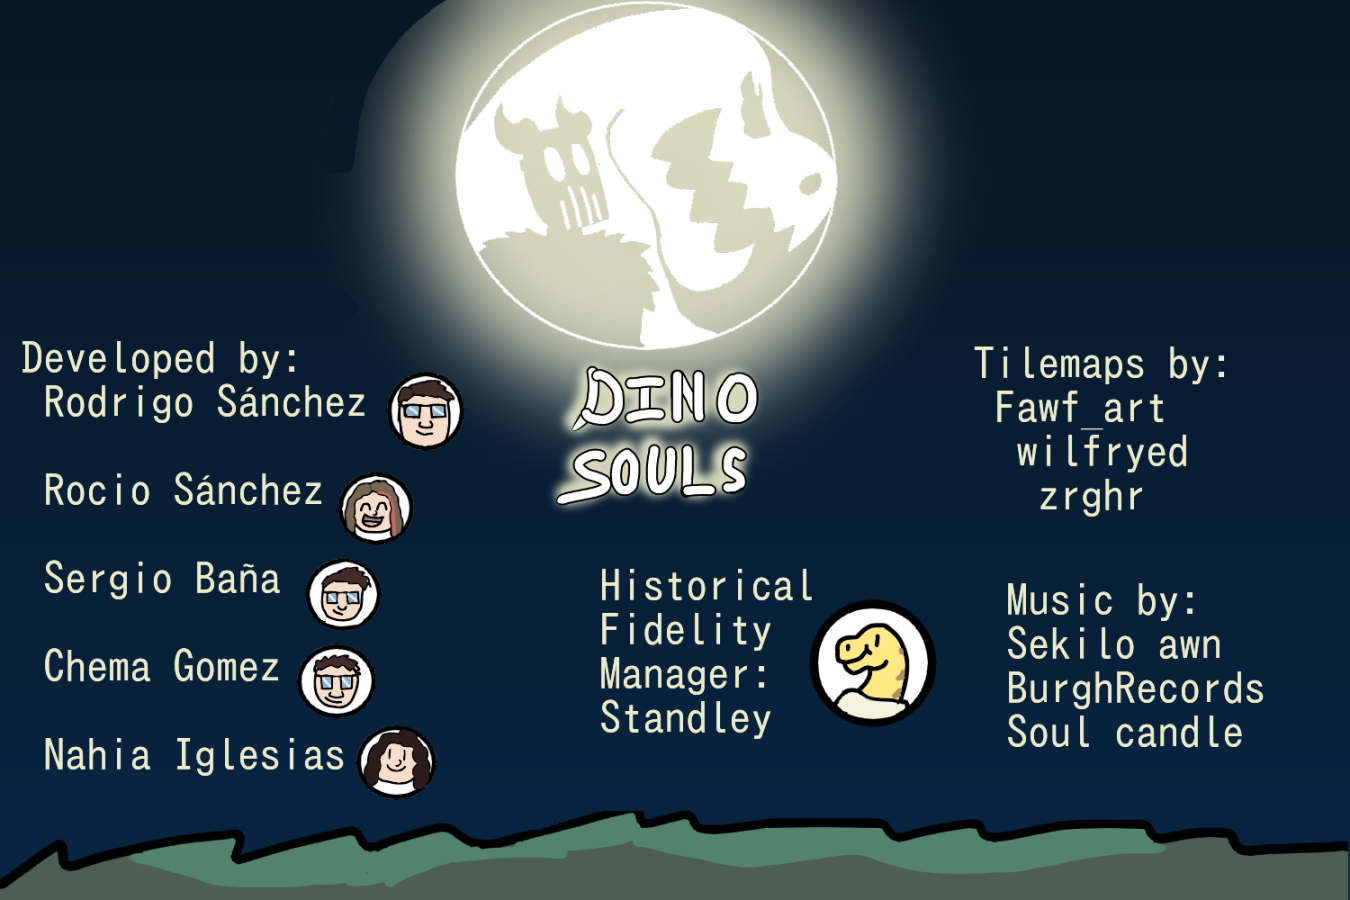 DINO
SOULS
Developed by:
Rodrigo Sánchez
Rocio Sánchez
Sergio Baña
Chema Gomez
Nahia Iglesias
Historical
Fidelity
Manager:
Standley
Tilemaps by:
Fawf_art
wilfryed
zrghr
Music by:
Sekilo awn
BurghRecords
Soul candle